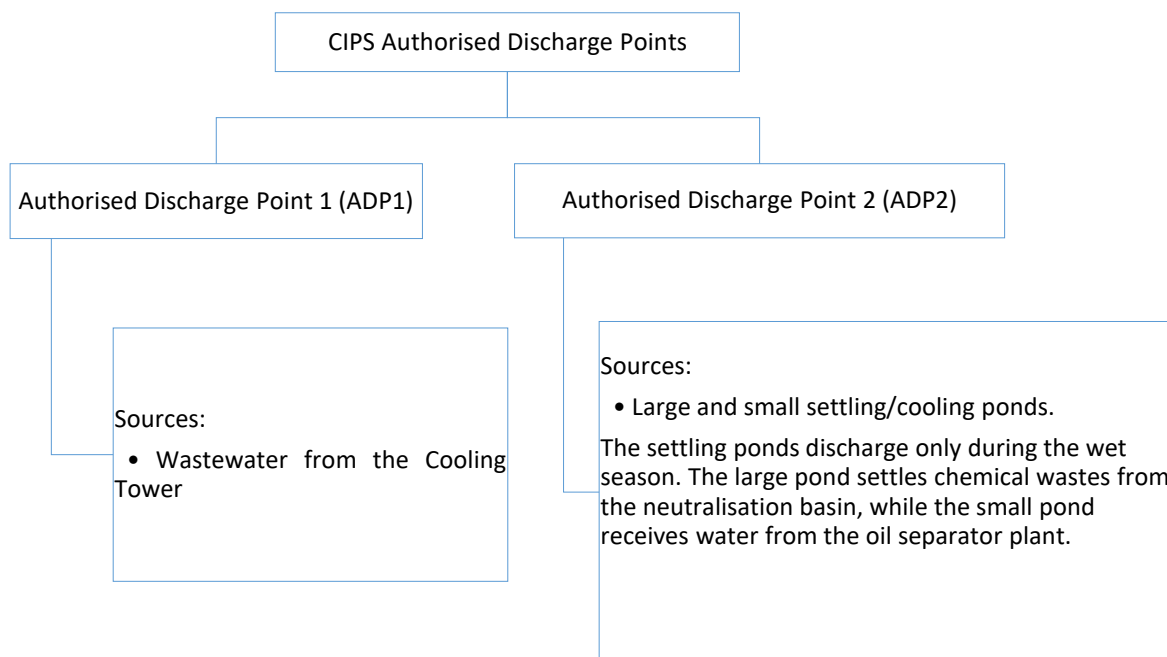 CIPS Authorised Discharge Points
Authorised Discharge Point 1 (ADP1)
Authorised Discharge Point 2 (ADP2)
Sources:
• Wastewater from the Cooling
Tower
Sources:
• Large and small settling/cooling ponds.
The settling ponds discharge only during the wet
season. The large pond settles chemical wastes from
the neutralisation basin, while the small pond
receives water from the oil separator plant.